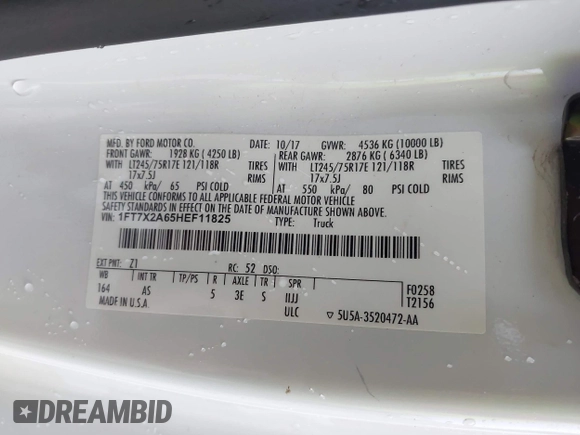 MFD. BY FORD MOTOR CO. DATE: 10/17 GVWR: 4536 KG (10000 LB)
FRONT GAWR: 1928 KG ( 4250 LB) REAR GAWR: 2876 KG ( 6340 LB)
WITH LT245/75R17E 121/118R TIRES WITH LT245/75R17E 121/118R TIRES
17x7.5J RIMS 17x7.5J RIMS
AT 450 kPa/ 65 PSI COLD AT 550 kPa/ 80 PSI COLD
THIS VEHICLE CONFORMS TO ALL APPLICABLE FEDERAL MOTOR VEHICLE
SAFETY STANDARDS IN EFFECT ON THE DATE OF MANUFACTURE SHOWN ABOVE.
VIN: 1FT7X2A65HEF11825 TYPE: Truck
EXT PNT: Z1 RC: 52 DSO:
WB INT TR TP/PS R AXLE TR SPR F0258
164 AS 5 3E S IIJJ T2156
MADE IN U.S.A. ULC ▽ 5U5A-3520472-AA
DREAMBID